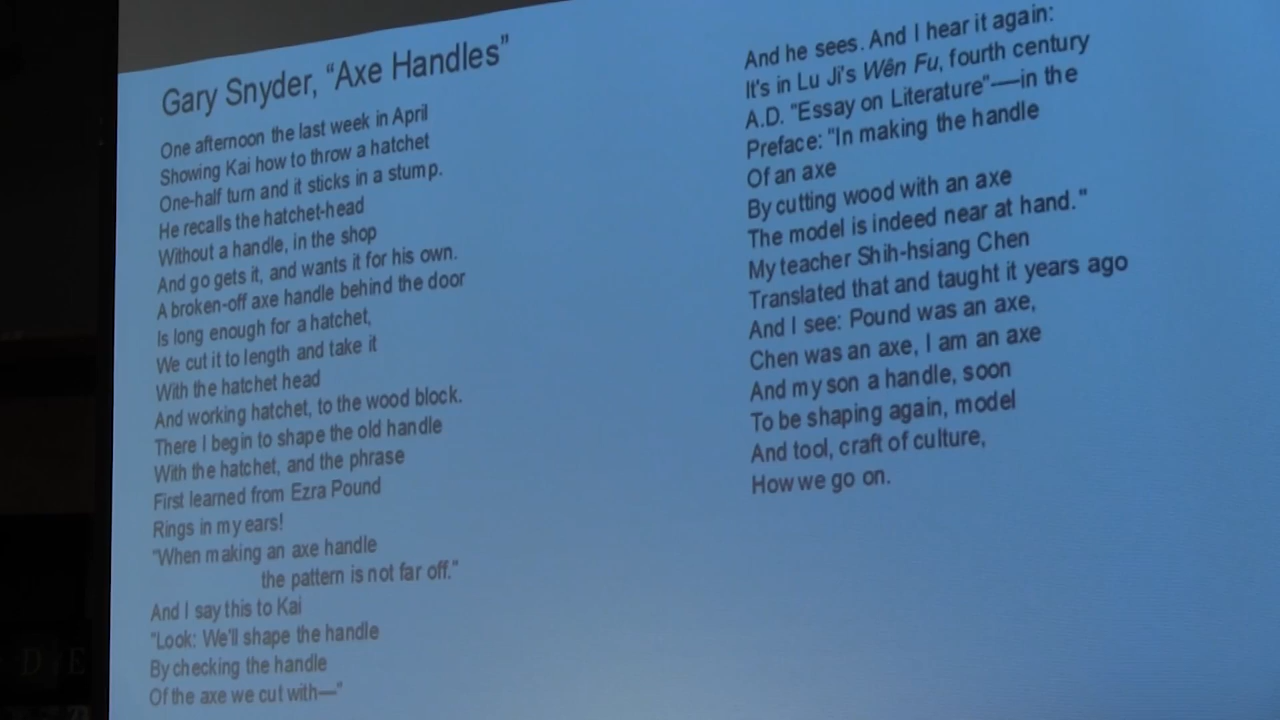 Gary Snyder, “Axe Handles”
One afternoon the last week in April
Showing Kai how to throw a hatchet
One-half turn and it sticks in a stump.
He recalls the hatchet-head
Without a handle, in the shop
And go gets it, and wants it for his own.
A broken-off axe handle behind the door
Is long enough for a hatchet,
We cut it to length and take it
With the hatchet head
And working hatchet, to the wood block.
There I begin to shape the old handle
With the hatchet, and the phrase
First learned from Ezra Pound
Rings in my ears!
"When making an axe handle
the pattern is not far off."
And I say this to Kai
"Look: We'll shape the handle
By checking the handle
Of the axe we cut with—"
And he sees. And I hear it again:
It's in Lu Ji's Wên Fu, fourth century
A.D. "Essay on Literature"—in the
Preface: "In making the handle
Of an axe
By cutting wood with an axe
The model is indeed near at hand."
My teacher Shih-hsiang Chen
Translated that and taught it years ago
And I see: Pound was an axe,
Chen was an axe, I am an axe
And my son a handle, soon
To be shaping again, model
And tool, craft of culture,
How we go on.
D E